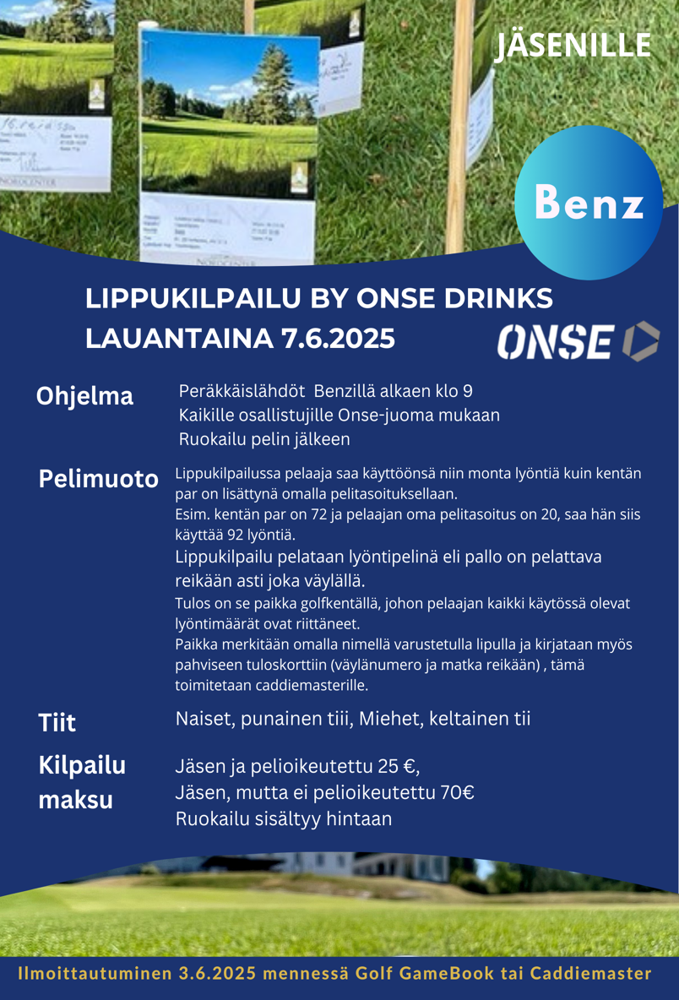 JÄSENILLE
NORDCENTER
NORDCENTER
Benz
LIPPUKILPAILU BY ONSE DRINKS
LAUANTAINA 7.6.2025
ONSE
Ohjelma
Peräkkäislähdöt Benzillä alkaen klo 9
Kaikille osallistujille Onse-juoma mukaan
Ruokailu pelin jälkeen
Pelimuoto
Lippukilpailussa pelaaja saa käyttöönsä niin monta lyöntiä kuin kentän
par on lisättynä omalla pelitasoituksellaan.
Esim. kentän par on 72 ja pelaajan oma pelitasoitus on 20, saa hän siis
käyttää 92 lyöntiä.
Lippukilpailu pelataan lyöntipelinä eli pallo on pelattava
reikään asti joka väylällä.
Tulos on se paikka golfkentällä, johon pelaajan kaikki käytössä olevat
lyöntimäärät ovat riittäneet.
Paikka merkitään omalla nimellä varustetulla lipulla ja kirjataan myös
pahviseen tuloskorttiin (väylänumero ja matka reikään) , tämä
toimitetaan caddiemasterille.
Tiit
Naiset, punainen tiii, Miehet, keltainen tii
Kilpailu
maksu
Jäsen ja pelioikeutettu 25 €,
Jäsen, mutta ei pelioikeutettu 70€
Ruokailu sisältyy hintaan
Ilmoittautuminen 3.6.2025 mennessä Golf GameBook tai Caddiemaster